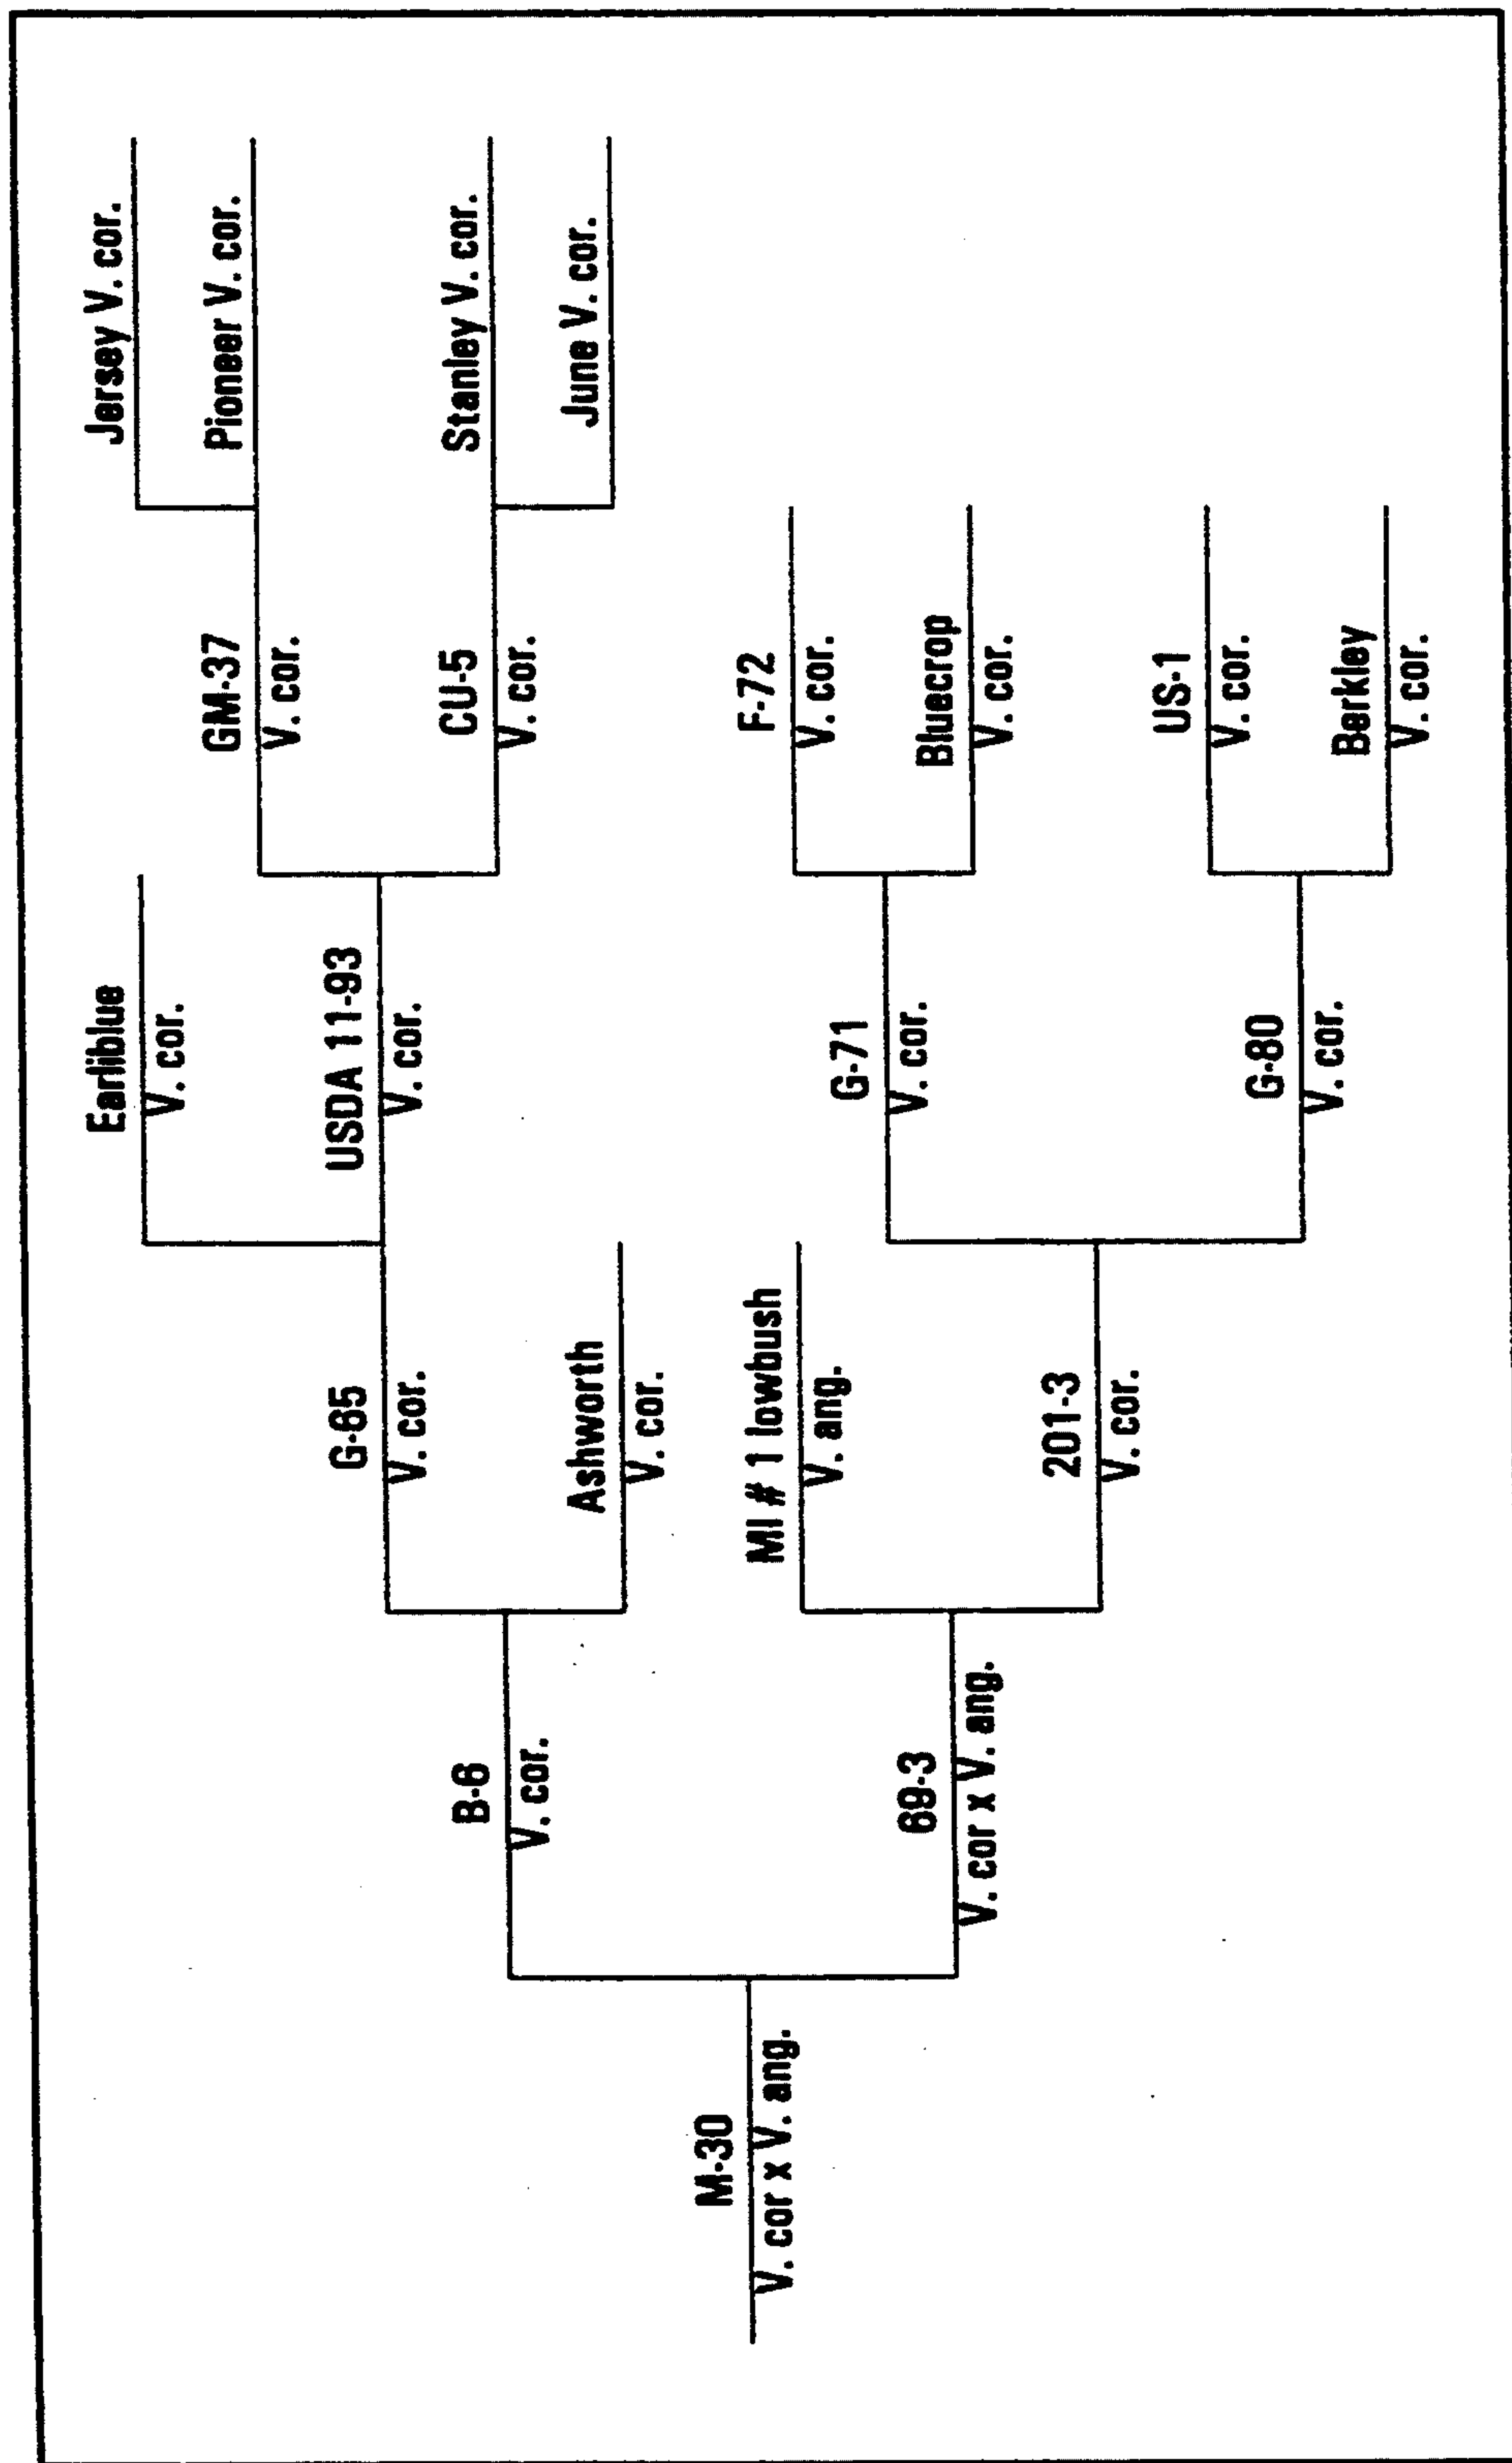 Jersey V. cor.
Pioneer V. cor.
Stanley V. cor.
June V. cor.
GM-37
V. cor.
CU-5
V. cor.
F-72
V. cor.
Bluecrop
V. cor.
US-1
V. cor.
Berkley
V. cor.
Earliblue
V. cor.
USDA 11-93
V. cor.
G-71
V. cor.
G-80
V. cor.
G-65
V. cor.
Ashworth
V. cor.
MI # 1 lowbush
V. ang.
201-3
V. cor.
B-6
V. cor.
69-3
V. cor x V. ang.
M-30
V. cor x V. ang.